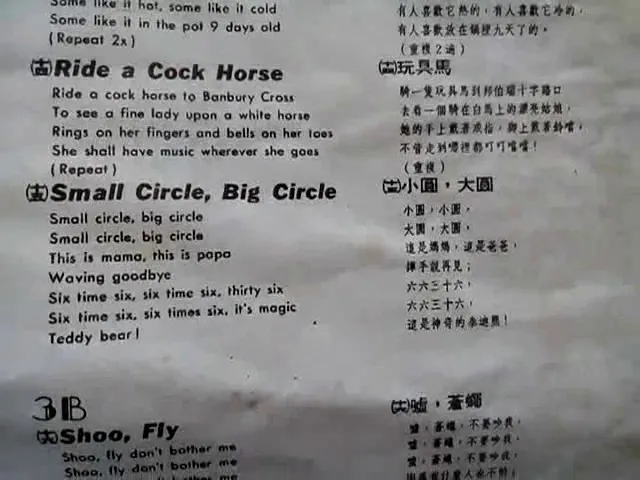 Some like it hot, some like it cold
Some like it in the pot 9 days old
(Repeat 2x)
Ride a Cock Horse
Ride a cock horse to Banbury Cross
To see a fine lady upon a white horse
Rings on her fingers and bells on her toes
She shall have music wherever she goes
(Repeat)
Small Circle, Big Circle
Small circle, big circle
Small circle, big circle
This is mama, this is papa
Waving goodbye
Six time six, six time six, thirty six
Six time six, six times six, it's magic
Teddy bear!
31B
(六)Shoo, Fly
Shoo, fly don't bother me
Shoo, fly don't bother me
有人喜歡它熱的,有人喜歡它冷的,
有人喜歡放在鍋裡九天了的。
(重複2遍)
玩具馬
騎一隻玩具馬到邦伯瑞十字路口
去看一個騎在白馬上的漂亮姑娘,
她的手上戴著戒指,腳上戴著鈴噹,
不管走到哪裡都叮叮噹噹!
(重複)
小圓,大圓
小圓,小圓,
大圓,大圓,
這是媽媽,這是爸爸,
揮手說再見;
六六三十六,
六六三十六,
這是神奇的泰迪熊!
(六)噓,蒼蠅
噓,蒼蠅,不要吵我,
噓,蒼蠅,不要吵我,
噓,蒼蠅,不要吵我,